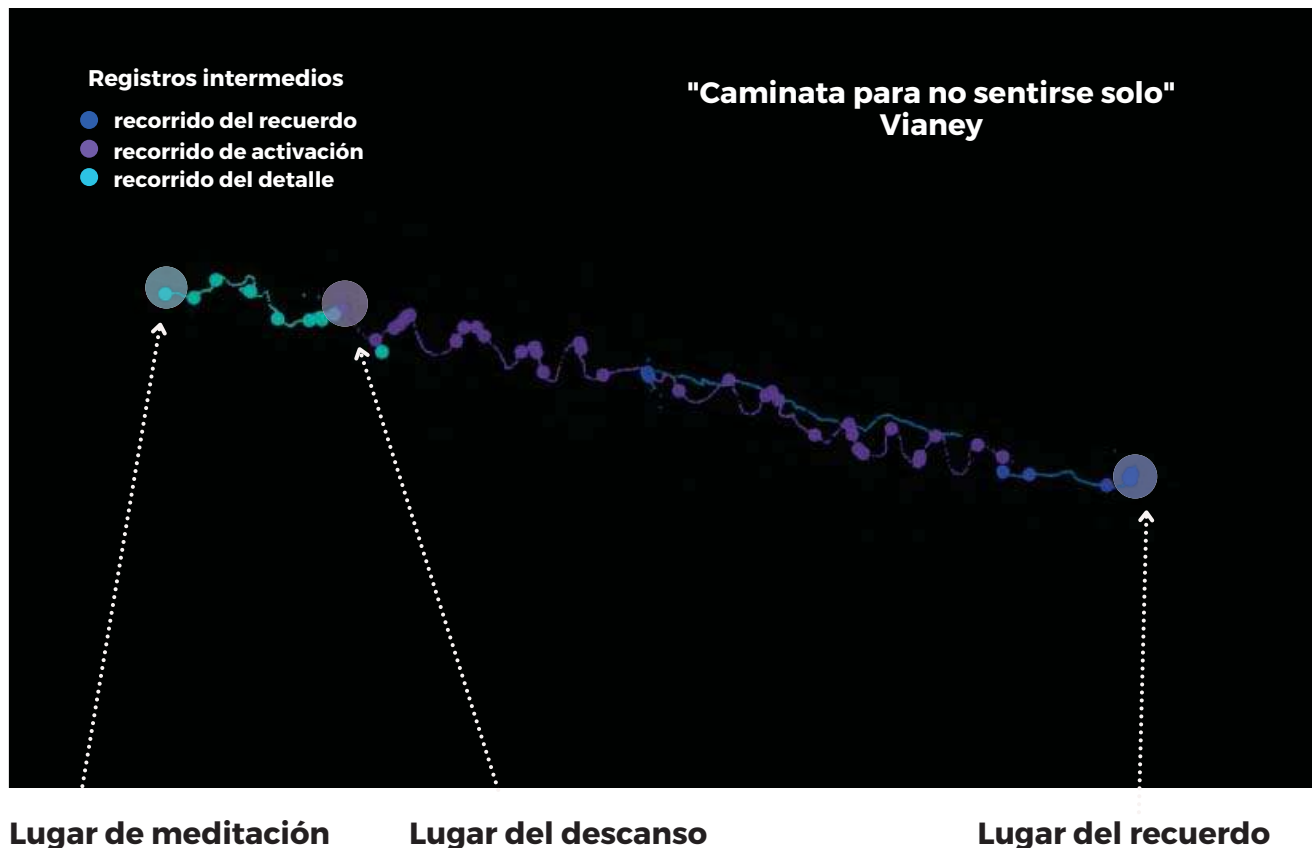 Registros intermedios
recorrido del recuerdo
recorrido de activación
recorrido del detalle
"Caminata para no sentirse solo"
Vianey
Lugar de meditación
Lugar del descanso
Lugar del recuerdo